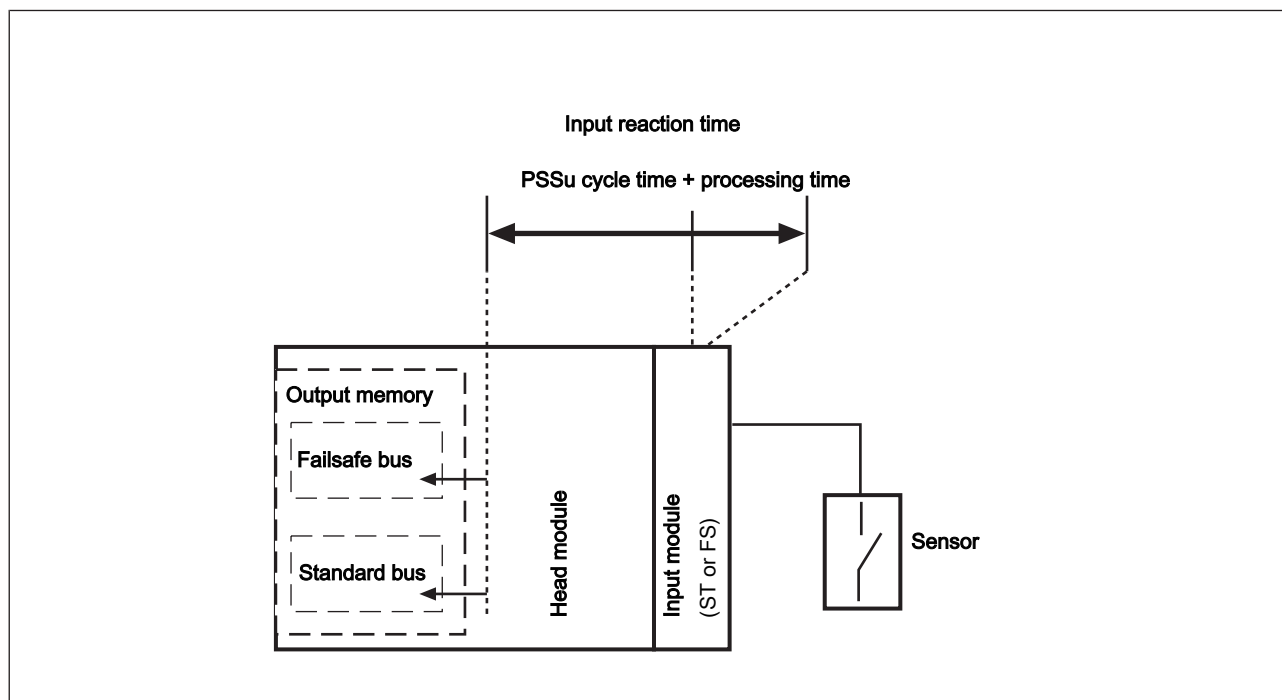 Input reaction time
PSSu cycle time + processing time
Output memory
Failsafe bus
Standard bus
Head module
Input module
(ST or FS)
Sensor